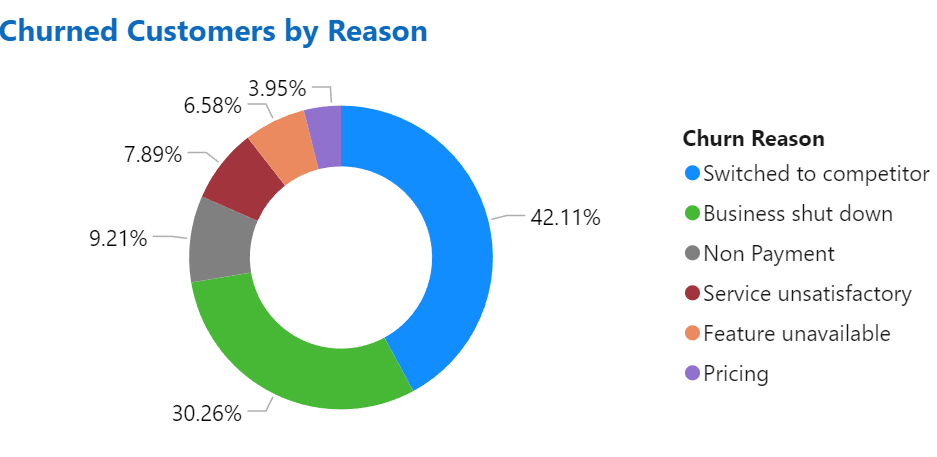 Churned Customers by Reason
3.95%
6.58%
7.89%
9.21%
42.11%
30.26%
Churn Reason
Switched to competitor
Business shut down
Non Payment
Service unsatisfactory
Feature unavailable
Pricing